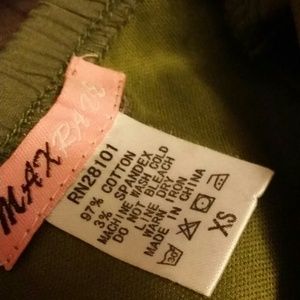 MAX RAVE
RN28101
97% COTTON
3% SPANDEX
MACHINE WASH COLD
DO NOT BLEACH
LINE DRY
WARM IRON
MADE IN CHINA
XS